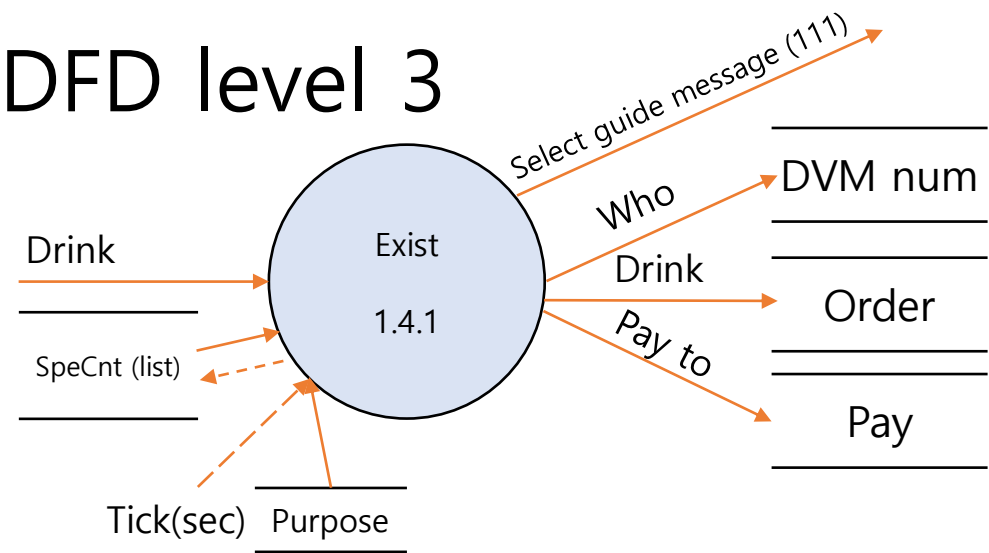 DFD level 3
Select guide message (111)
DVM num
Who
Exist
1.4.1
Drink
Drink
Order
Pay to
SpeCnt (list)
Pay
Tick(sec)
Purpose